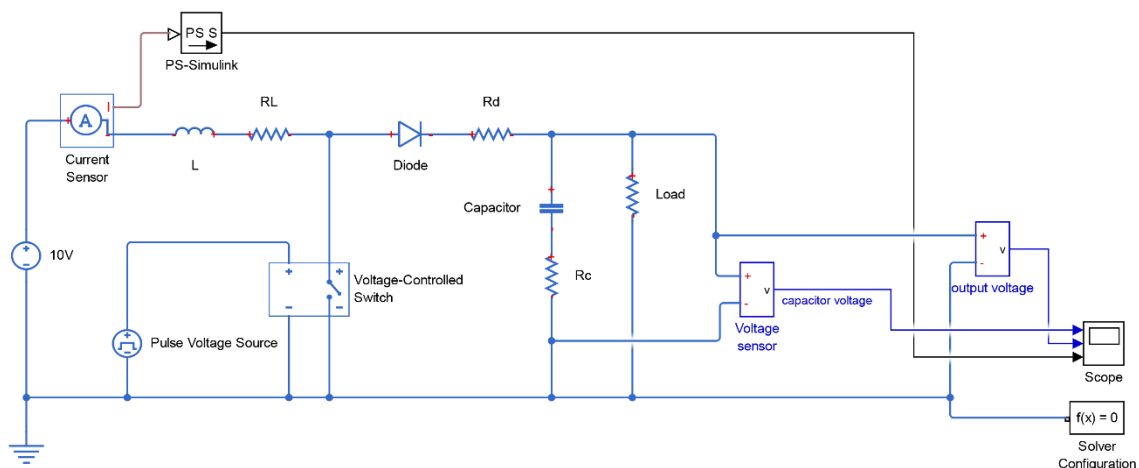 PS S
PS-Simulink
I
A
Current
Sensor
L
RL
Diode
Rd
Capacitor
Load
Rc
10V
Voltage-Controlled
Switch
Pulse Voltage Source
v
Voltage
sensor
capacitor voltage
v
output voltage
Scope
f(x) = 0
Solver
Configuration